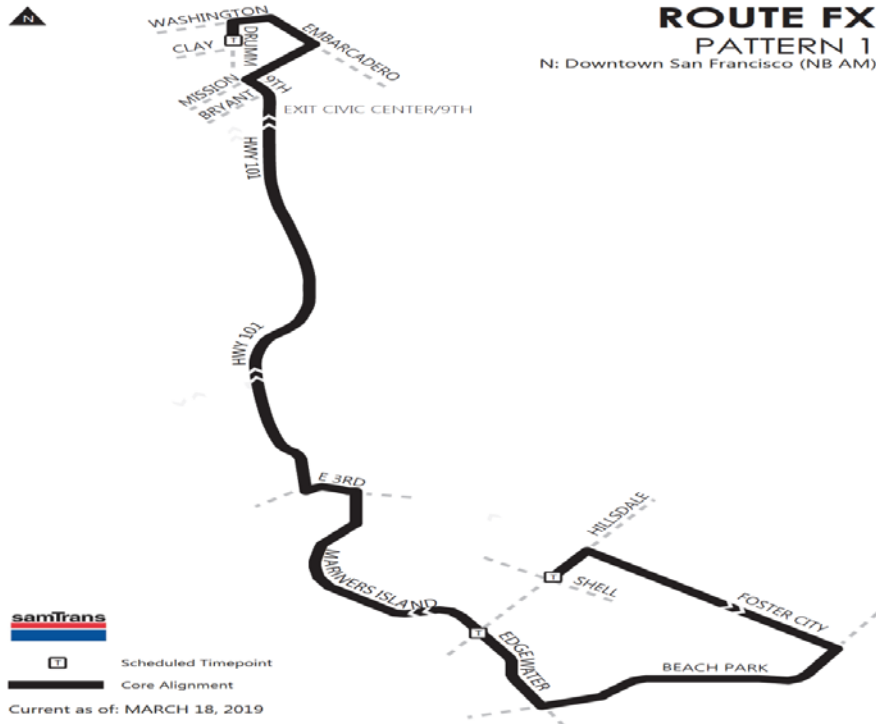 N
ROUTE FX
PATTERN 1
N: Downtown San Francisco (NB AM)
WASHINGTON
EMBARCADERO
DRUMM
T
CLAY
MISSION
9TH
BRYANT
EXIT CIVIC CENTER/9TH
HWY 101
HWY 101
E 3RD
HILLSDALE
T
SHELL
MARINERS ISLAND
FOSTER CITY
T
EDGEWATER
BEACH PARK
samTrans
T Scheduled Timepoint
Core Alignment
Current as of: MARCH 18, 2019